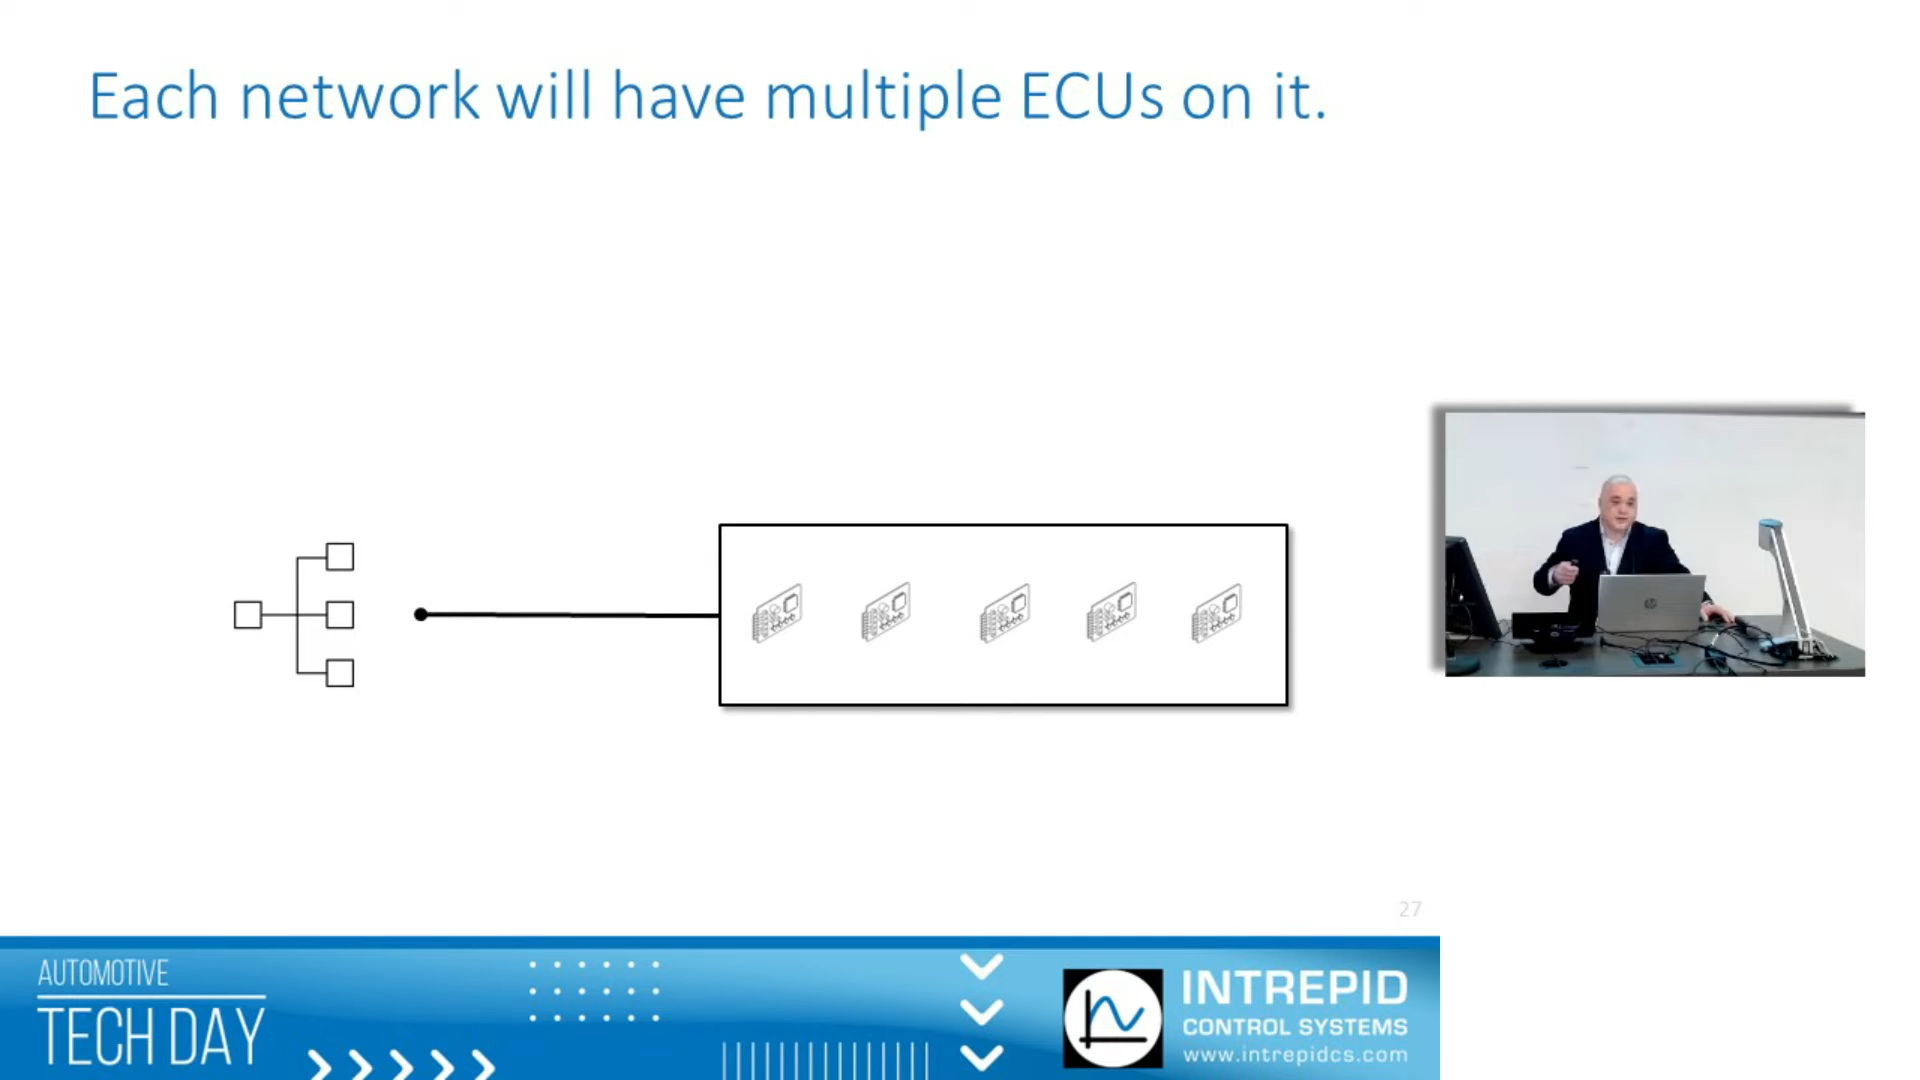 Each network will have multiple ECUs on it.
27
AUTOMOTIVE
TECH DAY
INTREPID
CONTROL SYSTEMS
www.intrepidcs.com